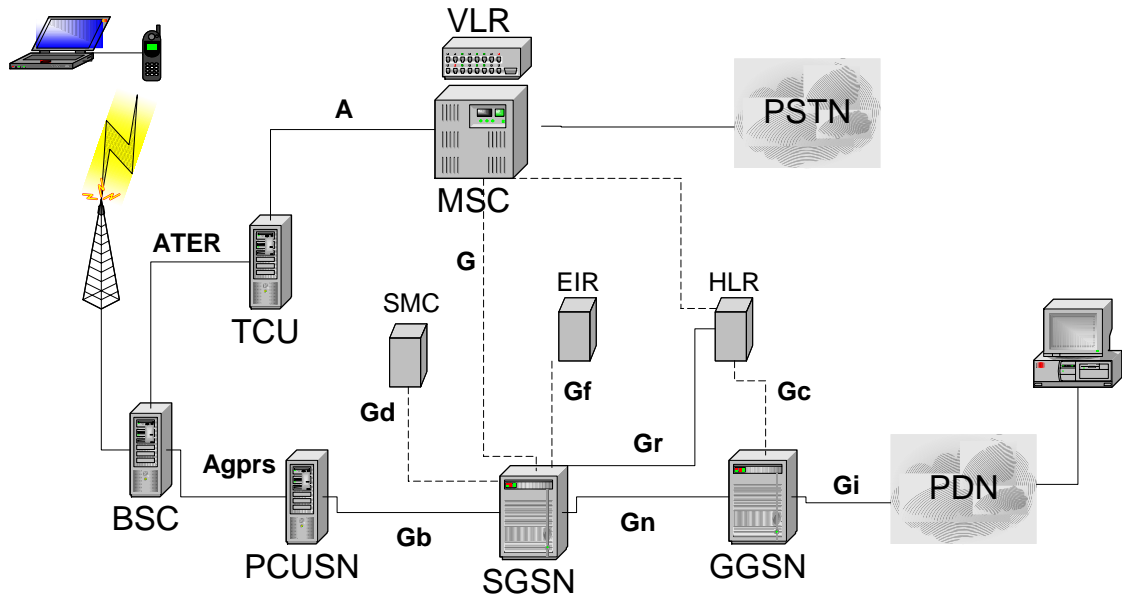 VLR
PSTN
A
MSC
ATER
G
EIR
HLR
SMC
TCU
Gf
Gc
Gd
Gr
Agprs
PDN
Gi
BSC
Gb
Gn
PCUSN
SGSN
GGSN